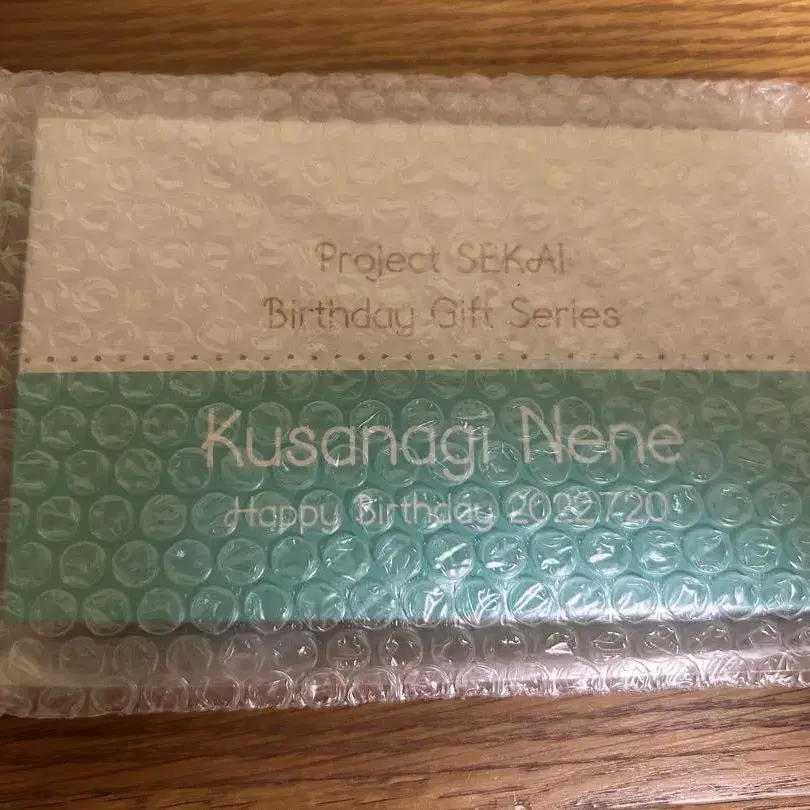 Project SEKAI
Birthday Gift Series
Kusanagi Nene
Happy Birthday 2022.7.20